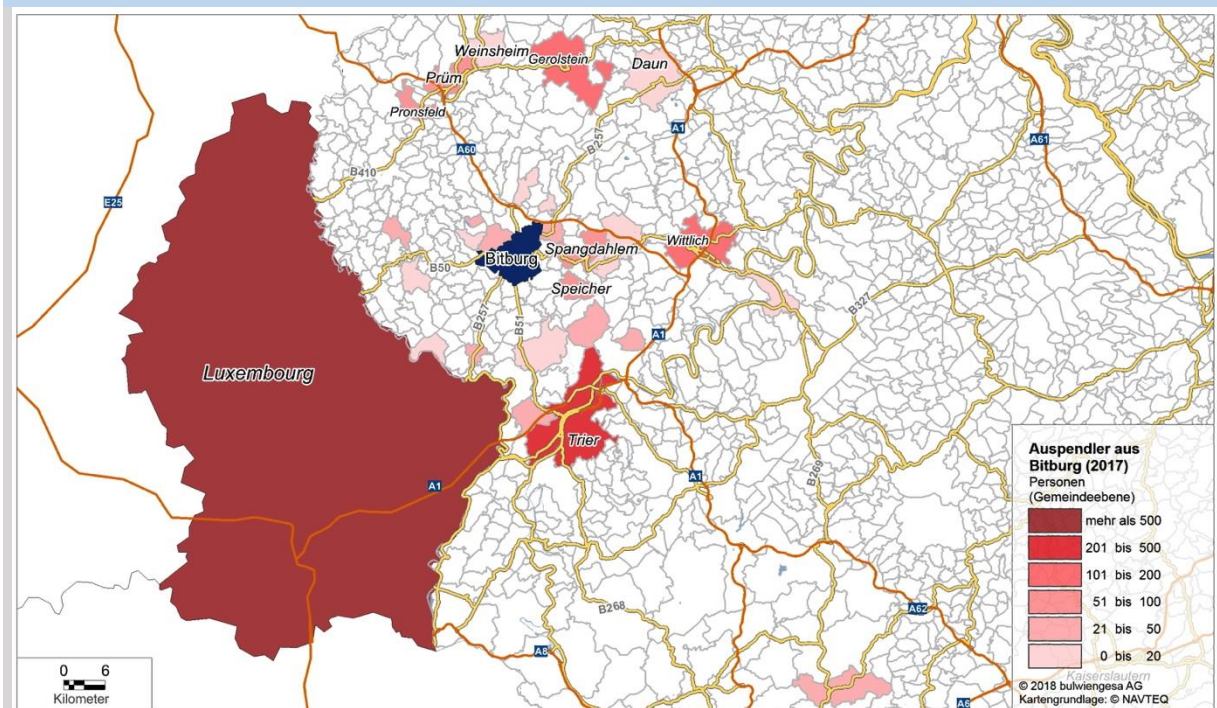 Weinsheim
Gerolstein
Daun
Prüm
Pronsfeld
A1
A61
A60
B257
B410
E25
Wittlich
Bitburg
Spangdahlem
B50
Speicher
B257
B51
B327
A1
Luxembourg
Trier
A1
A1
B269
B268
A62
A8
A6
Auspendler aus
Bitburg (2017)
Personen
(Gemeindeebene)
mehr als 500
201 bis 500
101 bis 200
51 bis 100
21 bis 50
0 bis 20
Kaiserslautern
© 2018 bulwiengesa AG
Kartengrundlage: © NAVTEQ
0 6
Kilometer